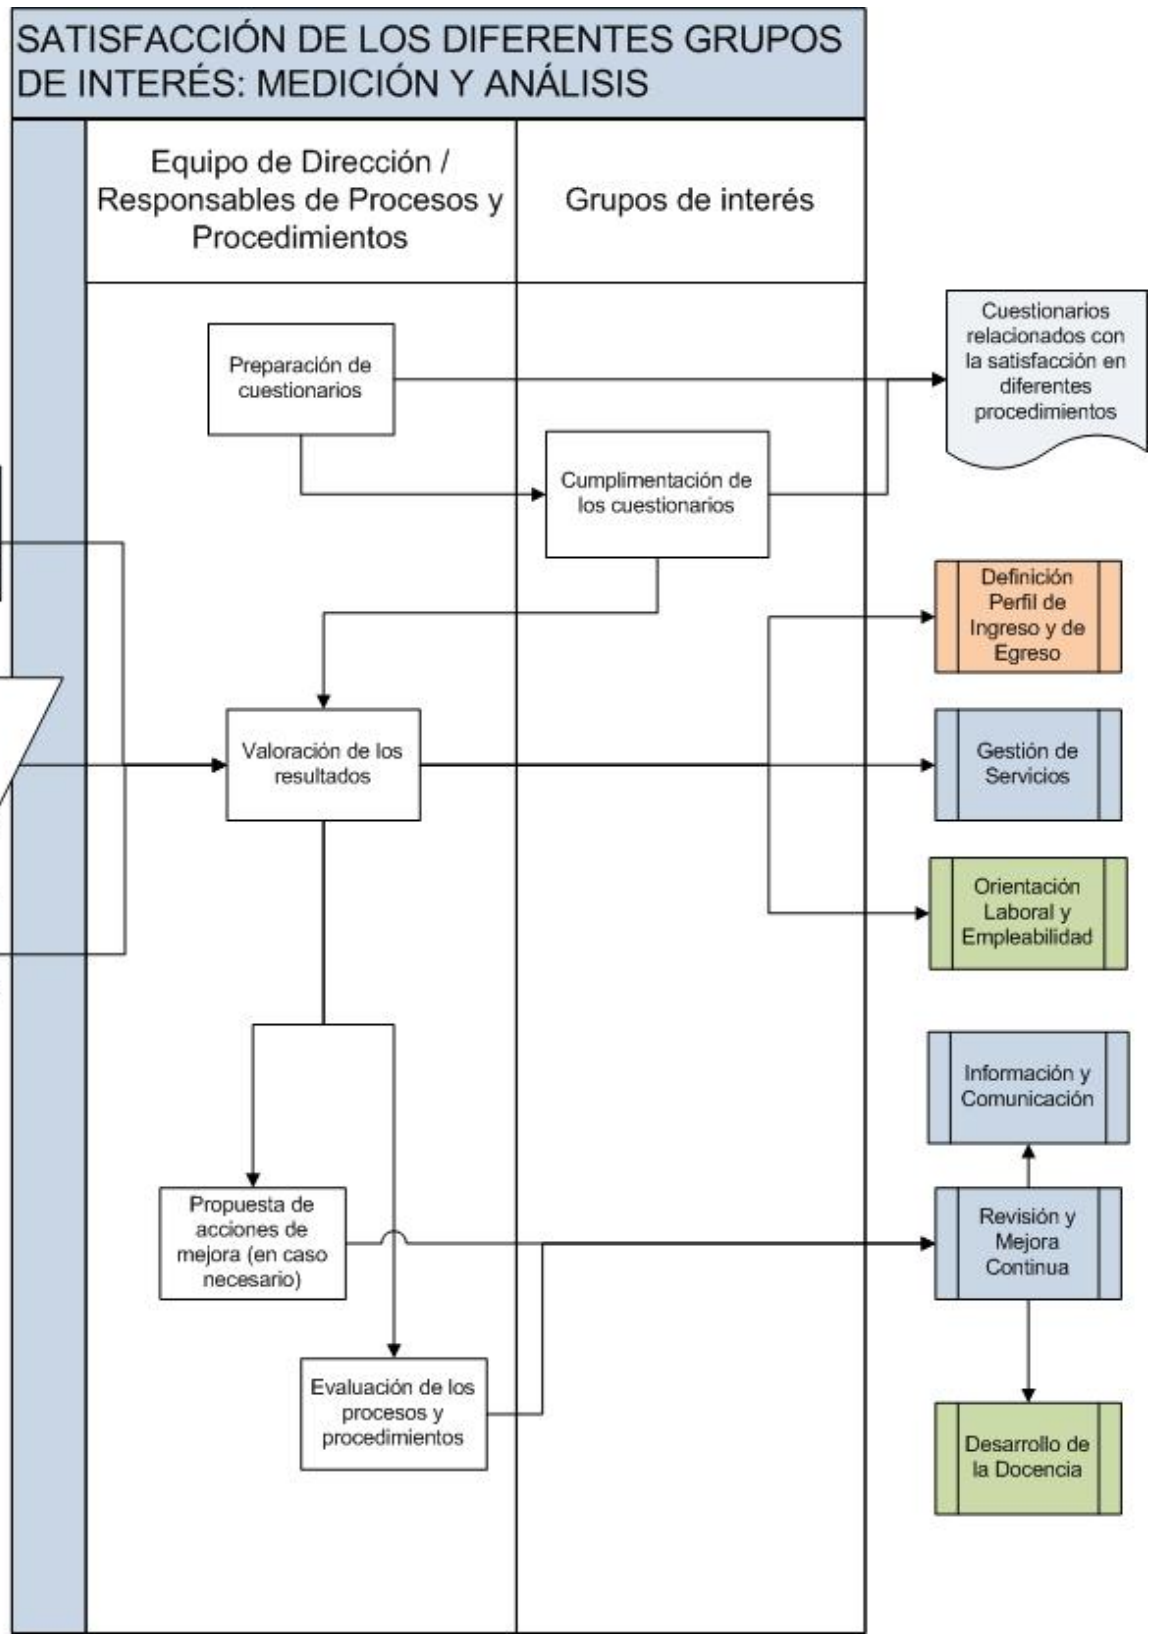 SATISFACCIÓN DE LOS DIFERENTES GRUPOS
DE INTERÉS: MEDICIÓN Y ANÁLISIS
Equipo de Dirección /
Responsables de Procesos y
Procedimientos
Grupos de interés
Preparación de
cuestionarios
Cuestionarios
relacionados con
la satisfacción en
diferentes
procedimientos
Cumplimentación de
los cuestionarios
Definición
Perfil de
Ingreso y de
Egreso
Valoración de los
resultados
Gestión de
Servicios
Orientación
Laboral y
Empleabilidad
Información y
Comunicación
Propuesta de
acciones de
mejora (en caso
necesario)
Revisión y
Mejora
Continua
Evaluación de los
procesos y
procedimientos
Desarrollo de
la Docencia